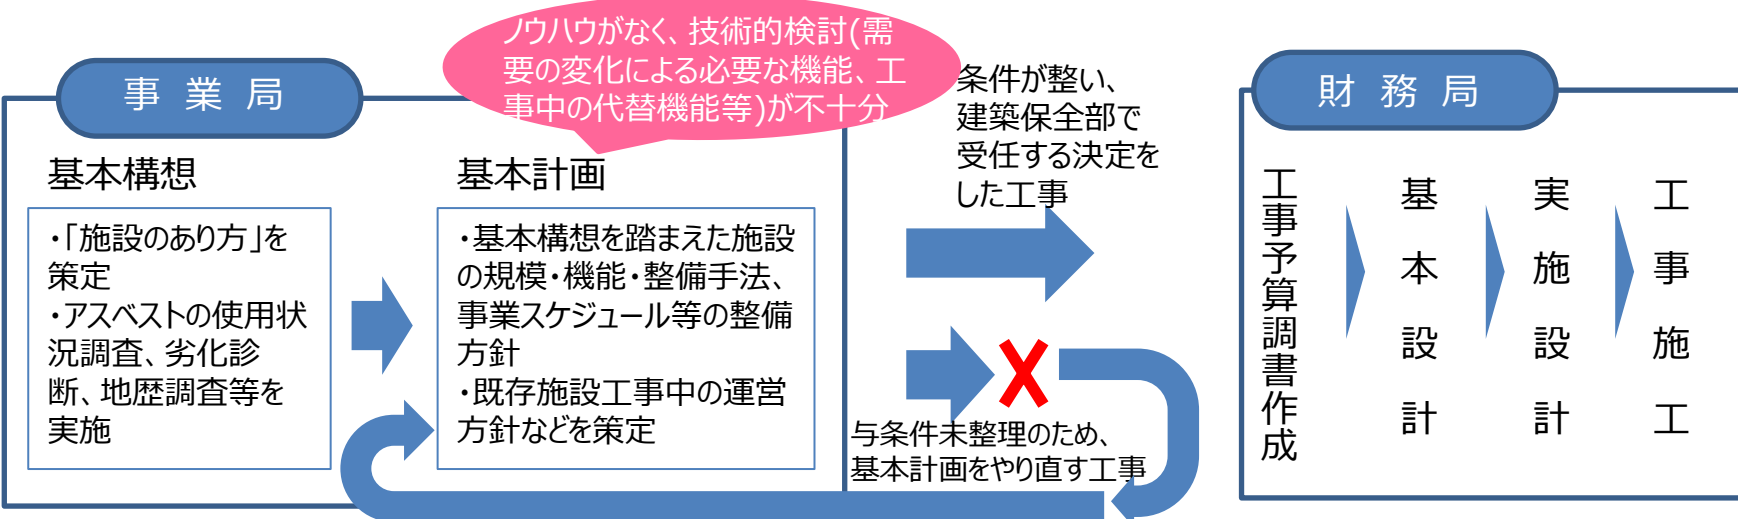 ノウハウがなく、技術的検討(需
要の変化による必要な機能、工
事中の代替機能等)が不十分
事業局
基本構想
・「施設のあり方」を
策定
・アスベストの使用状
況調査、劣化診
断、地歴調査等を
実施
基本計画
・基本構想を踏まえた施設
の規模・機能・整備手法、
事業スケジュール等の整備
方針
・既存施設工事中の運営
方針などを策定
条件が整い、
建築保全部で
受任する決定を
した工事
与条件未整理のため、
基本計画をやり直す工事
財務局
工事予算調書作成
基本設計
実施設計
工事施工